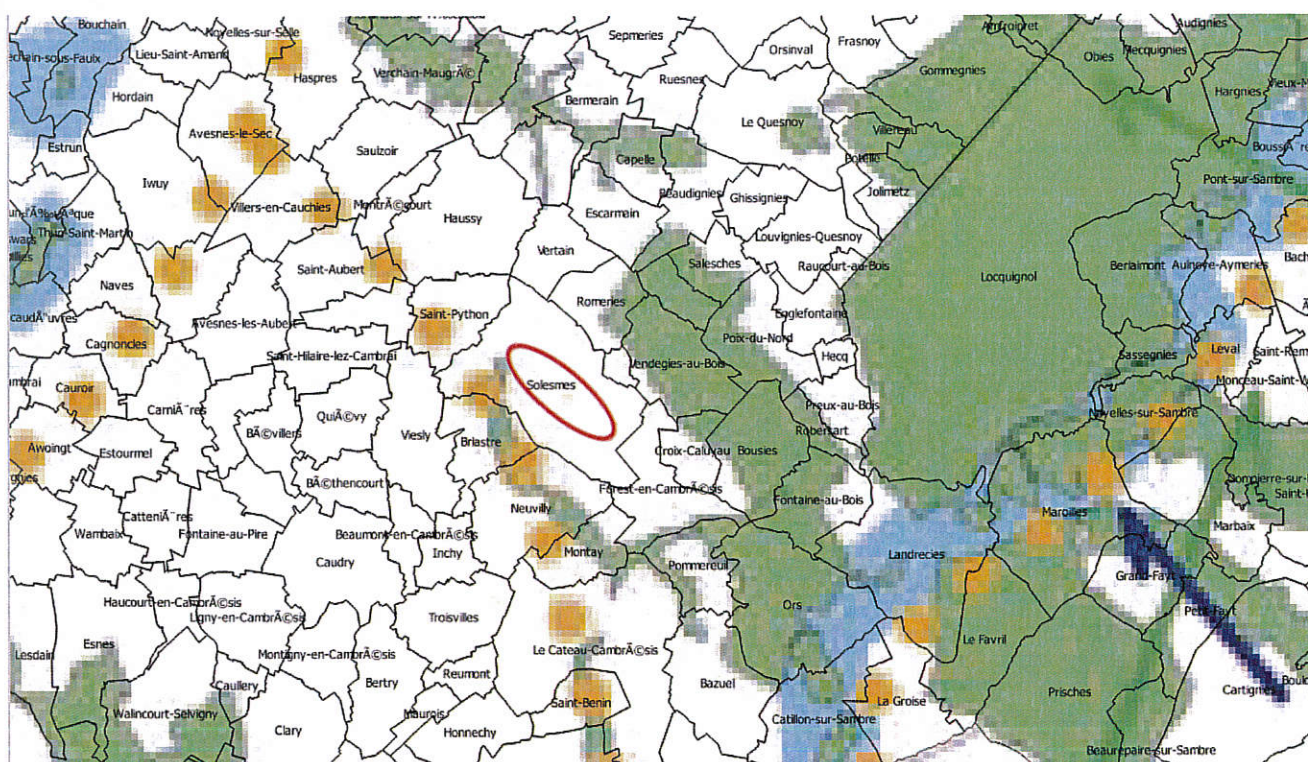 Bouchain
Noyelles-sur-Selle
Lieu-Saint-Amand
Haspres
Verchain-MaugrÃ©
Sepmeries
Orsinval
Frasnoy
Amfroipret
Audignies
Mecquignies
Obies
Gommegnies
Ruesnes
Hordain
Bermerain
Hargnies
Le Quesnoy
Avesnes-le-Sec
Villereau
Estrun
Saulzoir
Capelle
Potelle
Iwuy
Jolimetz
Pont-sur-Sambre
Beaudignies
Ghissignies
Villers-en-Cauchies
MontrÃ©court
Haussy
Escarmain
Thun-Saint-Martin
Louvignies-Quesnoy
Vertain
Salesches
Raucourt-au-Bois
Berlaimont
Aulnoye-Aymeries
Saint-Aubert
Locquignol
Naves
Romeries
Englefontaine
Saint-Python
Avesnes-les-Aubert
Poix-du-Nord
Cagnoncles
Leval
Saint-Hilaire-lez-Cambrai
Hecq
Sassegnies
Vendegies-au-Bois
Cauroir
Solesmes
Preux-au-Bois
Noyelles-sur-Sambre
CarniÃ¨res
QuiÃ©vy
Robersart
BÃ©villers
Viesly
Briastre
Awoingt
Estourmel
Croix-Caluyau
Bousies
BÃ©thencourt
Forest-en-CambrÃ©sis
Fontaine-au-Bois
Neuvilly
CatteniÃ¨res
Maroilles
Marbaix
Wambaix
Fontaine-au-Pire
Beaumont-en-CambrÃ©sis
Inchy
Montay
Landrecies
Caudry
Pommereuil
Grand-Fayt
Haucourt-en-CambrÃ©sis
Ors
Petit-Fayt
Ligny-en-CambrÃ©sis
Troisvilles
Le Favril
Esnes
Le Cateau-CambrÃ©sis
Lesdain
Montigny-en-CambrÃ©sis
Reumont
Bertry
Bazuel
Caullery
Cartignies
Saint-Benin
La Groise
Prisches
Walincourt-Selvigny
Maurois
Catillon-sur-Sambre
Clary
Honnechy
Beaurepaire-sur-Sambre